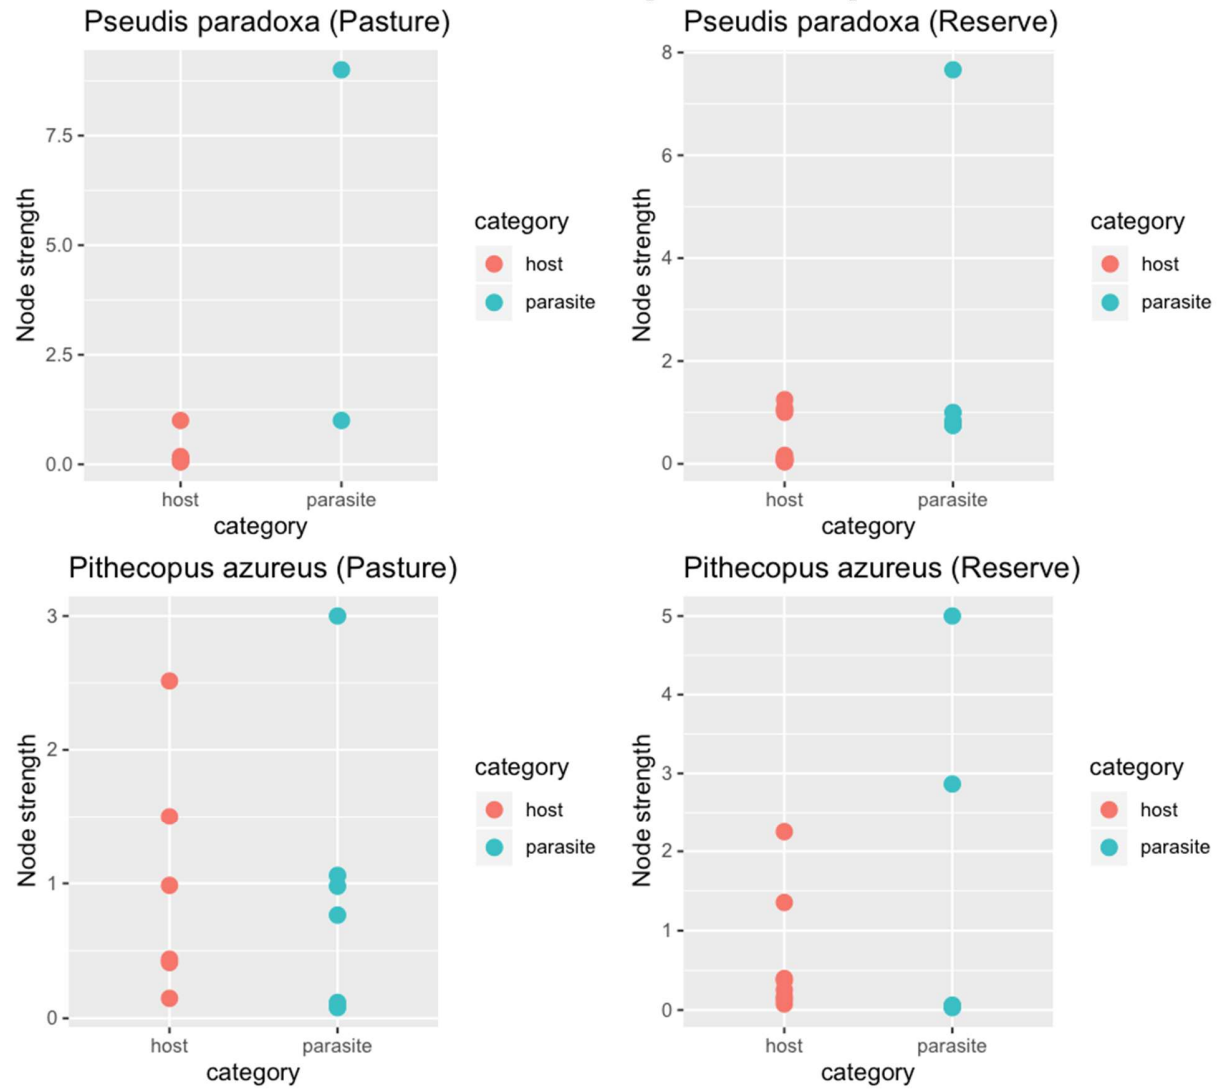 Pseudis paradoxa (Pasture)
Node strength
7.5
5.0
2.5
0.0
host
parasite
category
category
host
parasite
Pseudis paradoxa (Reserve)
Node strength
8
6
4
2
0
host
parasite
category
category
host
parasite
Pithecopus azureus (Pasture)
Node strength
3
2
1
0
host
parasite
category
category
host
parasite
Pithecopus azureus (Reserve)
Node strength
5
4
3
2
1
0
host
parasite
category
category
host
parasite